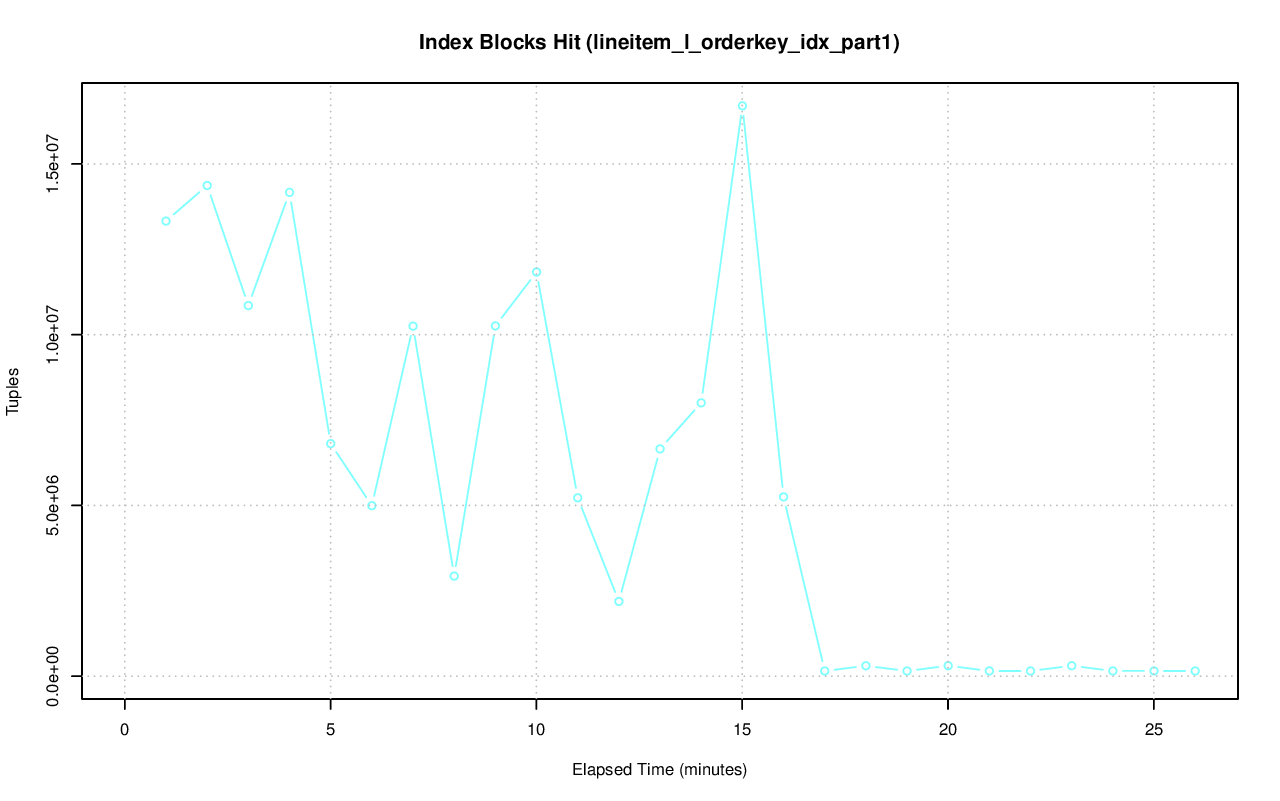 Index Blocks Hit (lineitem_l_orderkey_idx_part1)
Tuples
1.5e+07
1.0e+07
5.0e+06
0.0e+00
0 5 10 15 20 25
Elapsed Time (minutes)